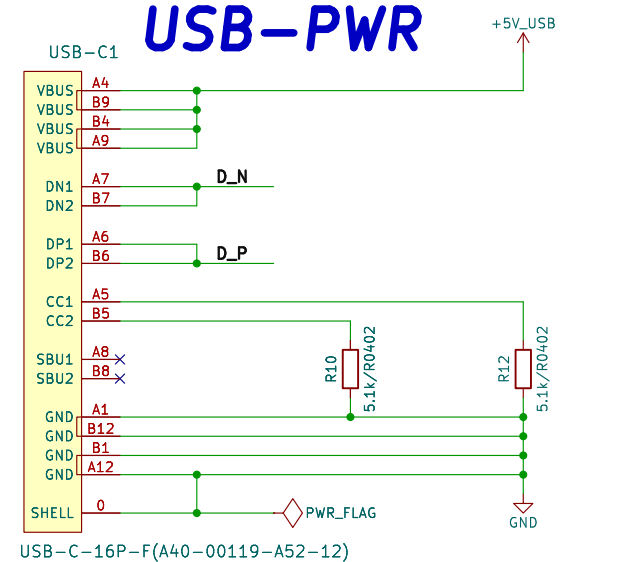 USB-PWR
+5V_USB
USB-C1
VBUS A4
VBUS B9
VBUS B4
VBUS A9
DN1 A7 D_N
DN2 B7
DP1 A6
DP2 B6 D_P
CC1 A5
CC2 B5
R10 5.1k/R0402
R12 5.1k/R0402
SBU1 A8
SBU2 B8
GND A1
GND B12
GND B1
GND A12
SHELL 0 PWR_FLAG
GND
USB-C-16P-F(A40-00119-A52-12)